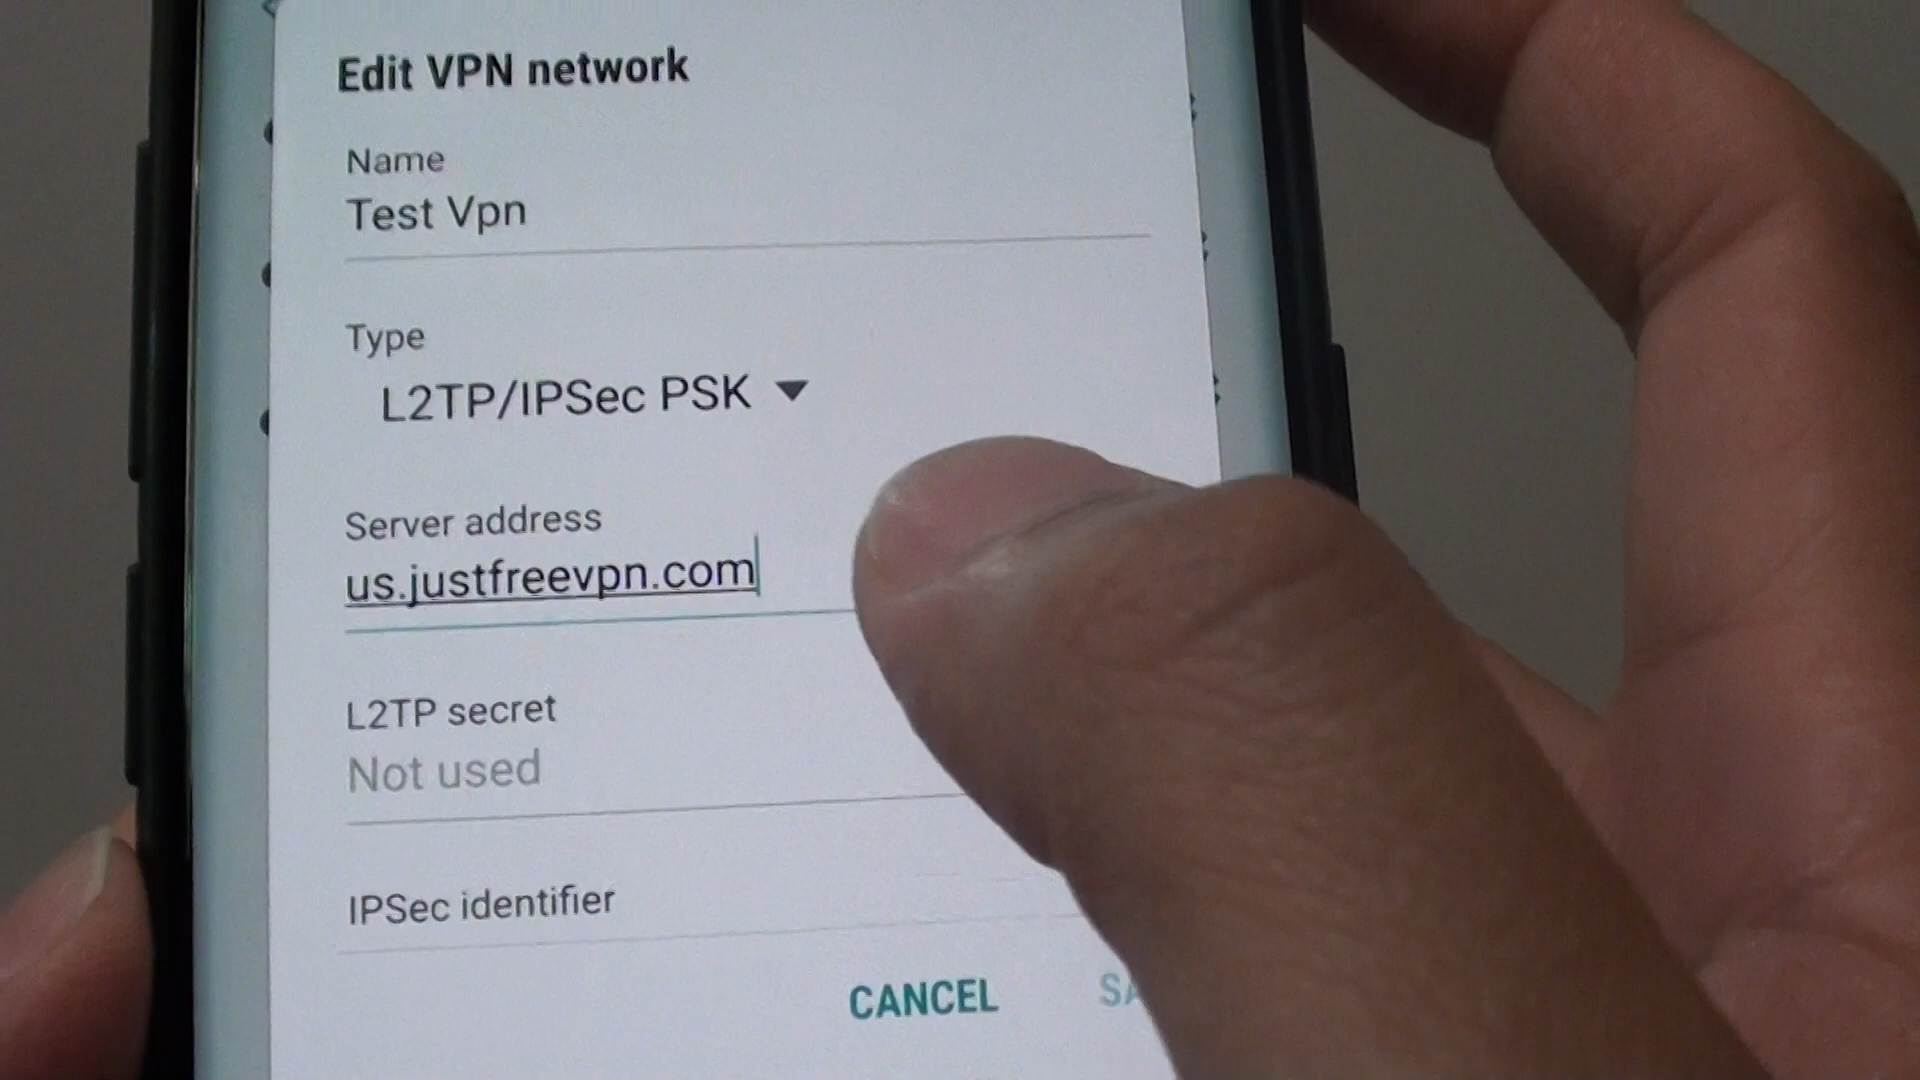 Edit VPN network
Name
Test Vpn
Type
L2TP/IPSec PSK
Server address
us.justfreevpn.com
L2TP secret
Not used
IPSec identifier
CANCEL